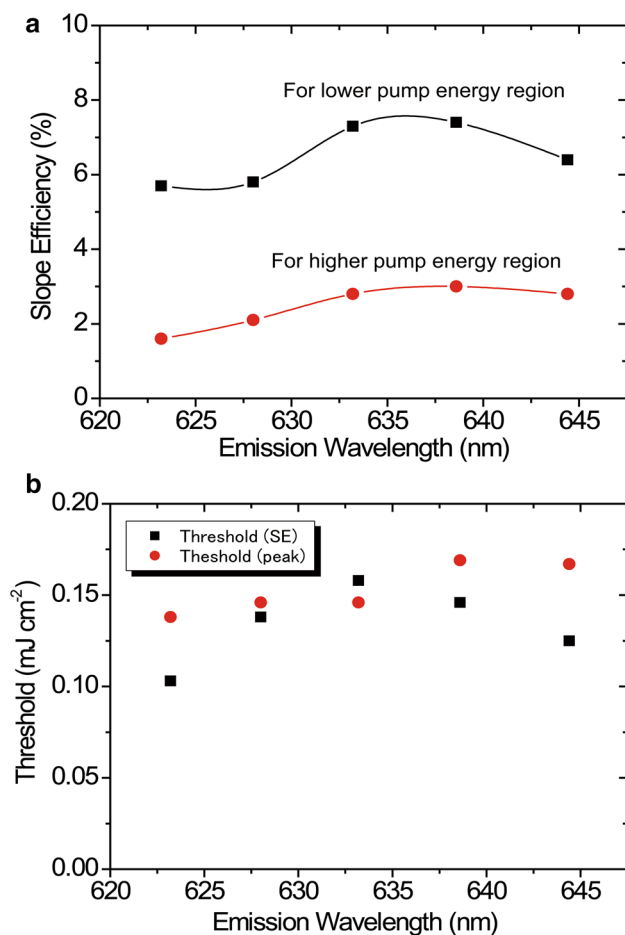 a
10
8
6
4
2
0
Slope Efficiency (%)
For lower pump energy region
For higher pump energy region
620 625 630 635 640 645
Emission Wavelength (nm)
b
0.20
0.15
0.10
0.05
0.00
Threshold (mJ cm-2)
Threshold (SE)
Theshold (peak)
620 625 630 635 640 645
Emission Wavelength (nm)